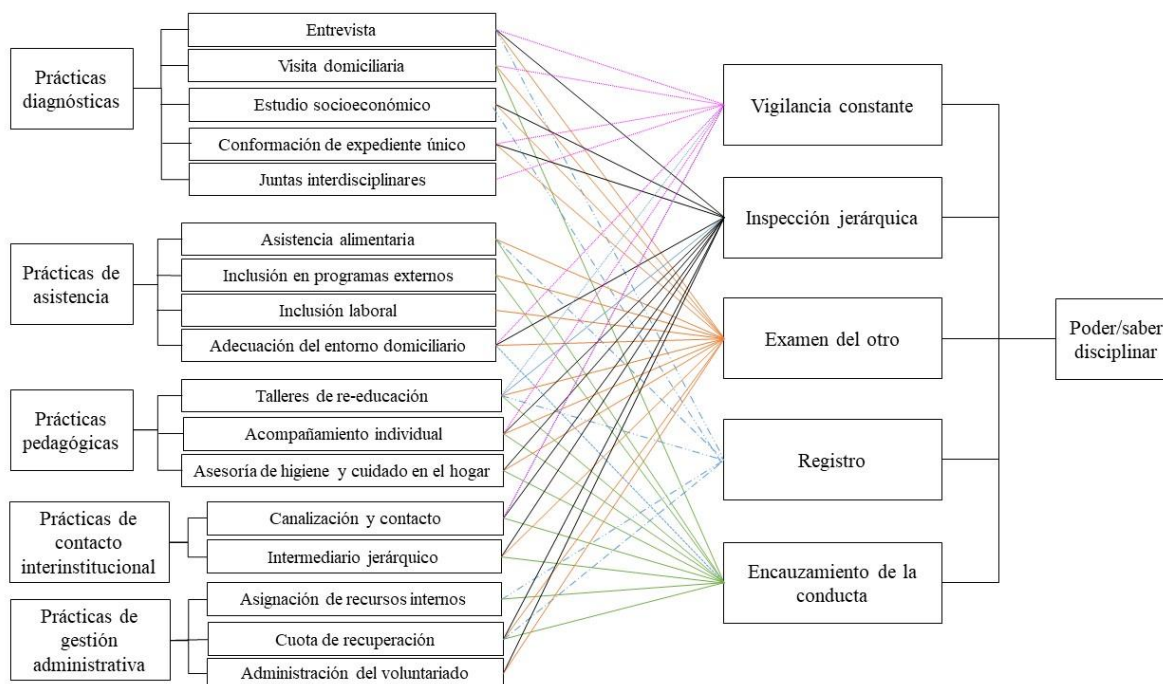 Prácticas
diagnósticas
Entrevista
Visita domiciliaria
Estudio socioeconómico
Conformación de expediente único
Juntas interdisciplinares
Prácticas de
asistencia
Asistencia alimentaria
Inclusión en programas externos
Inclusión laboral
Adecuación del entorno domiciliario
Prácticas
pedagógicas
Talleres de re-educación
Acompañamiento individual
Asesoría de higiene y cuidado en el hogar
Prácticas de
contacto
interinstitucional
Canalización y contacto
Intermediario jerárquico
Prácticas de
gestión
administrativa
Asignación de recursos internos
Cuota de recuperación
Administración del voluntariado
Vigilancia constante
Inspección jerárquica
Examen del otro
Registro
Encauzamiento de la
conducta
Poder/saber
disciplinar